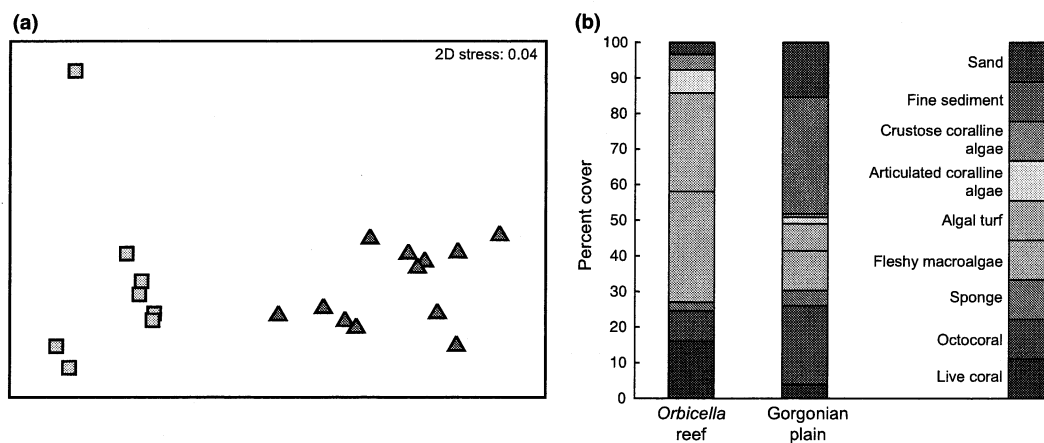 (a)
2D stress: 0.04
(b)
Percent cover
100
90
80
70
60
50
40
30
20
10
0
Orbicella
reef
Gorgonian
plain
Sand
Fine sediment
Crustose coralline
algae
Articulated coralline
algae
Algal turf
Fleshy macroalgae
Sponge
Octocoral
Live coral